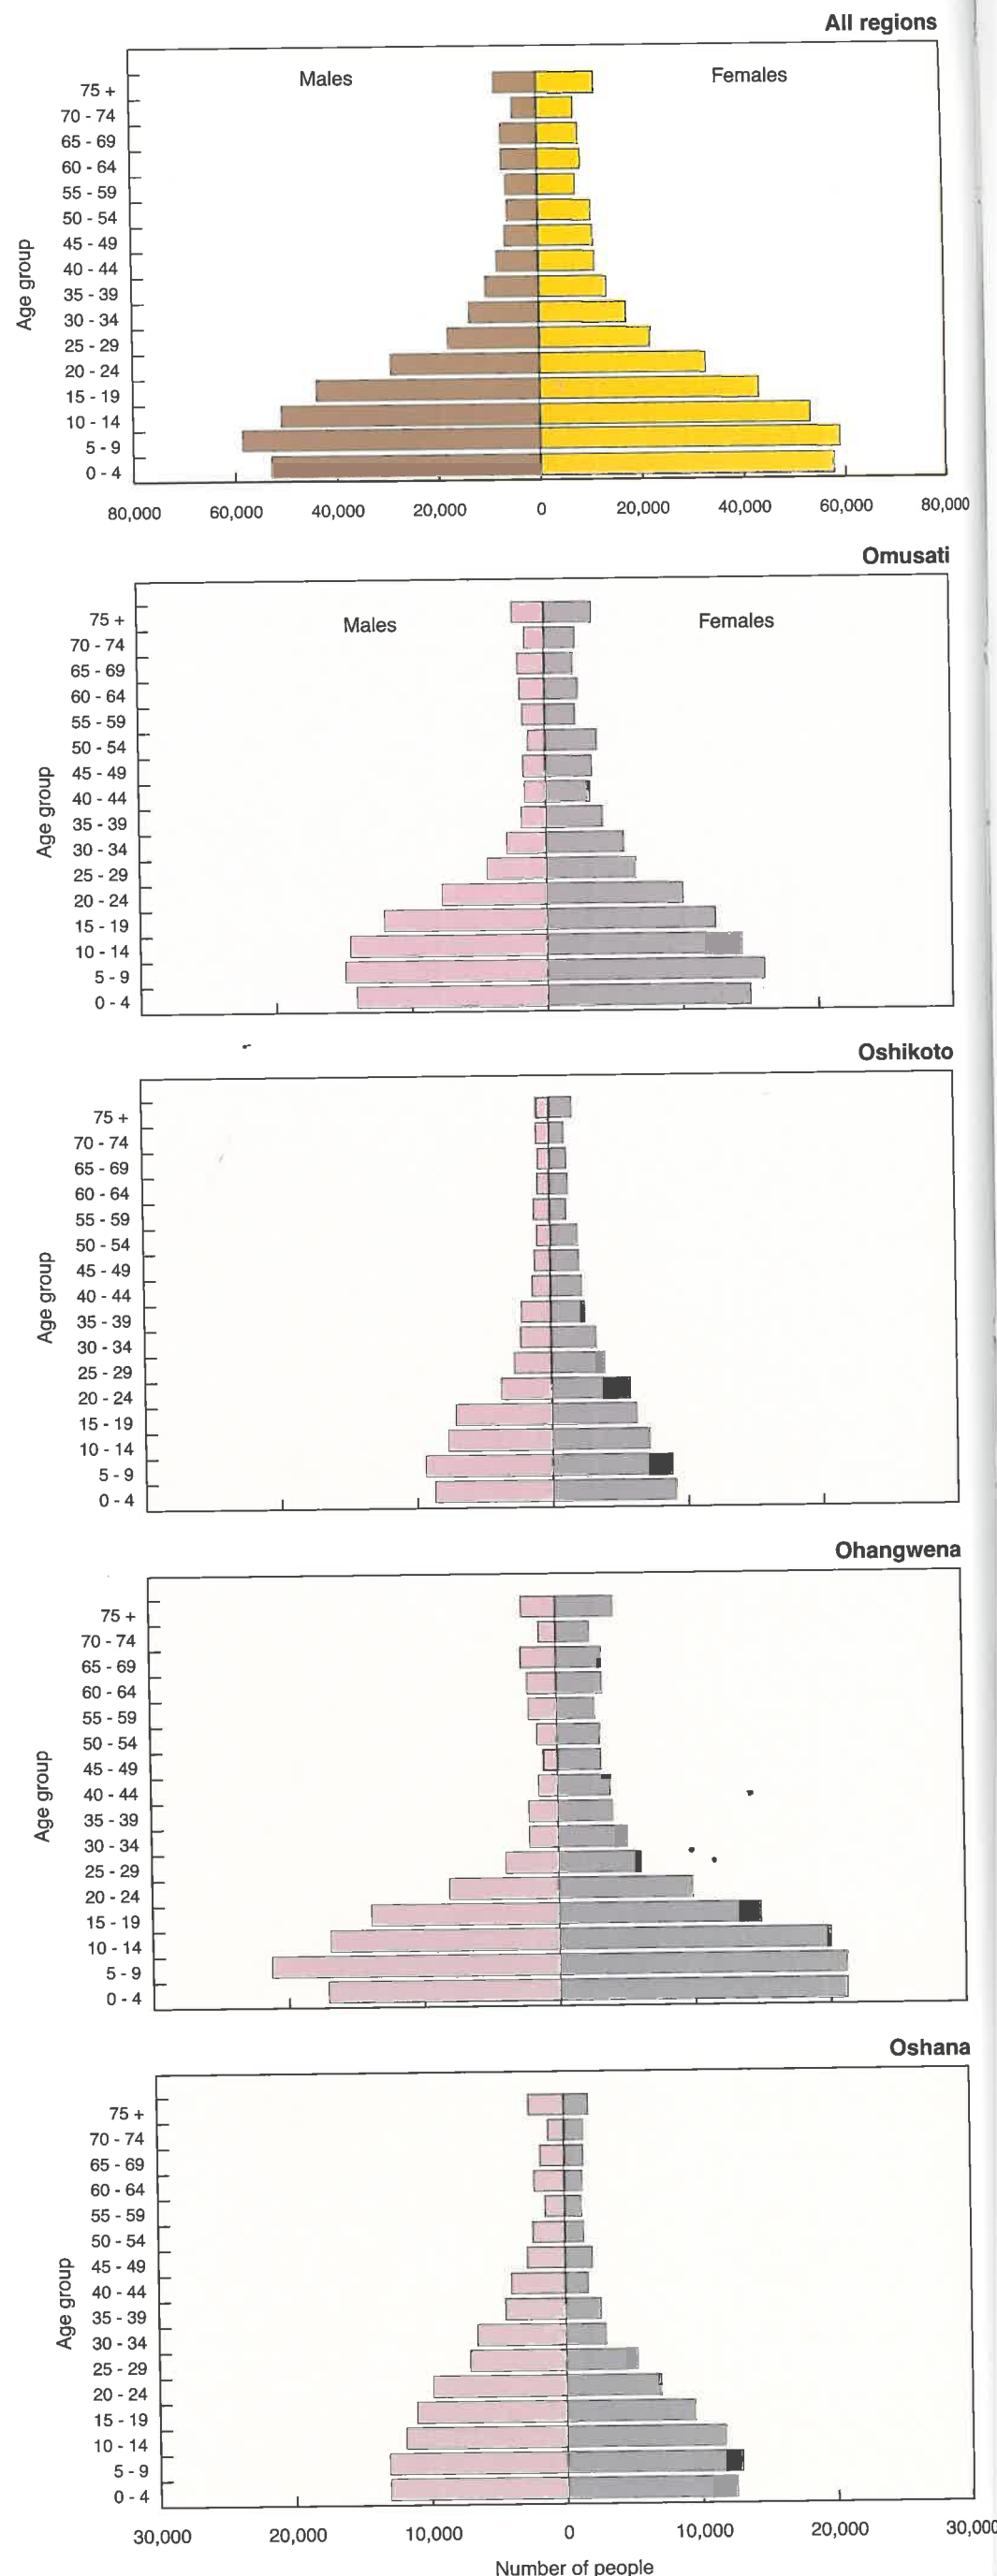 All regions
Males
Females
Age group
75 +
70 - 74
65 - 69
60 - 64
55 - 59
50 - 54
45 - 49
40 - 44
35 - 39
30 - 34
25 - 29
20 - 24
15 - 19
10 - 14
5 - 9
0 - 4
80,000 60,000 40,000 20,000 0 20,000 40,000 60,000 80,000
Omusati
Males
Females
Age group
75 +
70 - 74
65 - 69
60 - 64
55 - 59
50 - 54
45 - 49
40 - 44
35 - 39
30 - 34
25 - 29
20 - 24
15 - 19
10 - 14
5 - 9
0 - 4
Oshikoto
Age group
75 +
70 - 74
65 - 69
60 - 64
55 - 59
50 - 54
45 - 49
40 - 44
35 - 39
30 - 34
25 - 29
20 - 24
15 - 19
10 - 14
5 - 9
0 - 4
Ohangwena
Age group
75 +
70 - 74
65 - 69
60 - 64
55 - 59
50 - 54
45 - 49
40 - 44
35 - 39
30 - 34
25 - 29
20 - 24
15 - 19
10 - 14
5 - 9
0 - 4
Oshana
Age group
75 +
70 - 74
65 - 69
60 - 64
55 - 59
50 - 54
45 - 49
40 - 44
35 - 39
30 - 34
25 - 29
20 - 24
15 - 19
10 - 14
5 - 9
0 - 4
30,000 20,000 10,000 0 10,000 20,000 30,000
Number of people